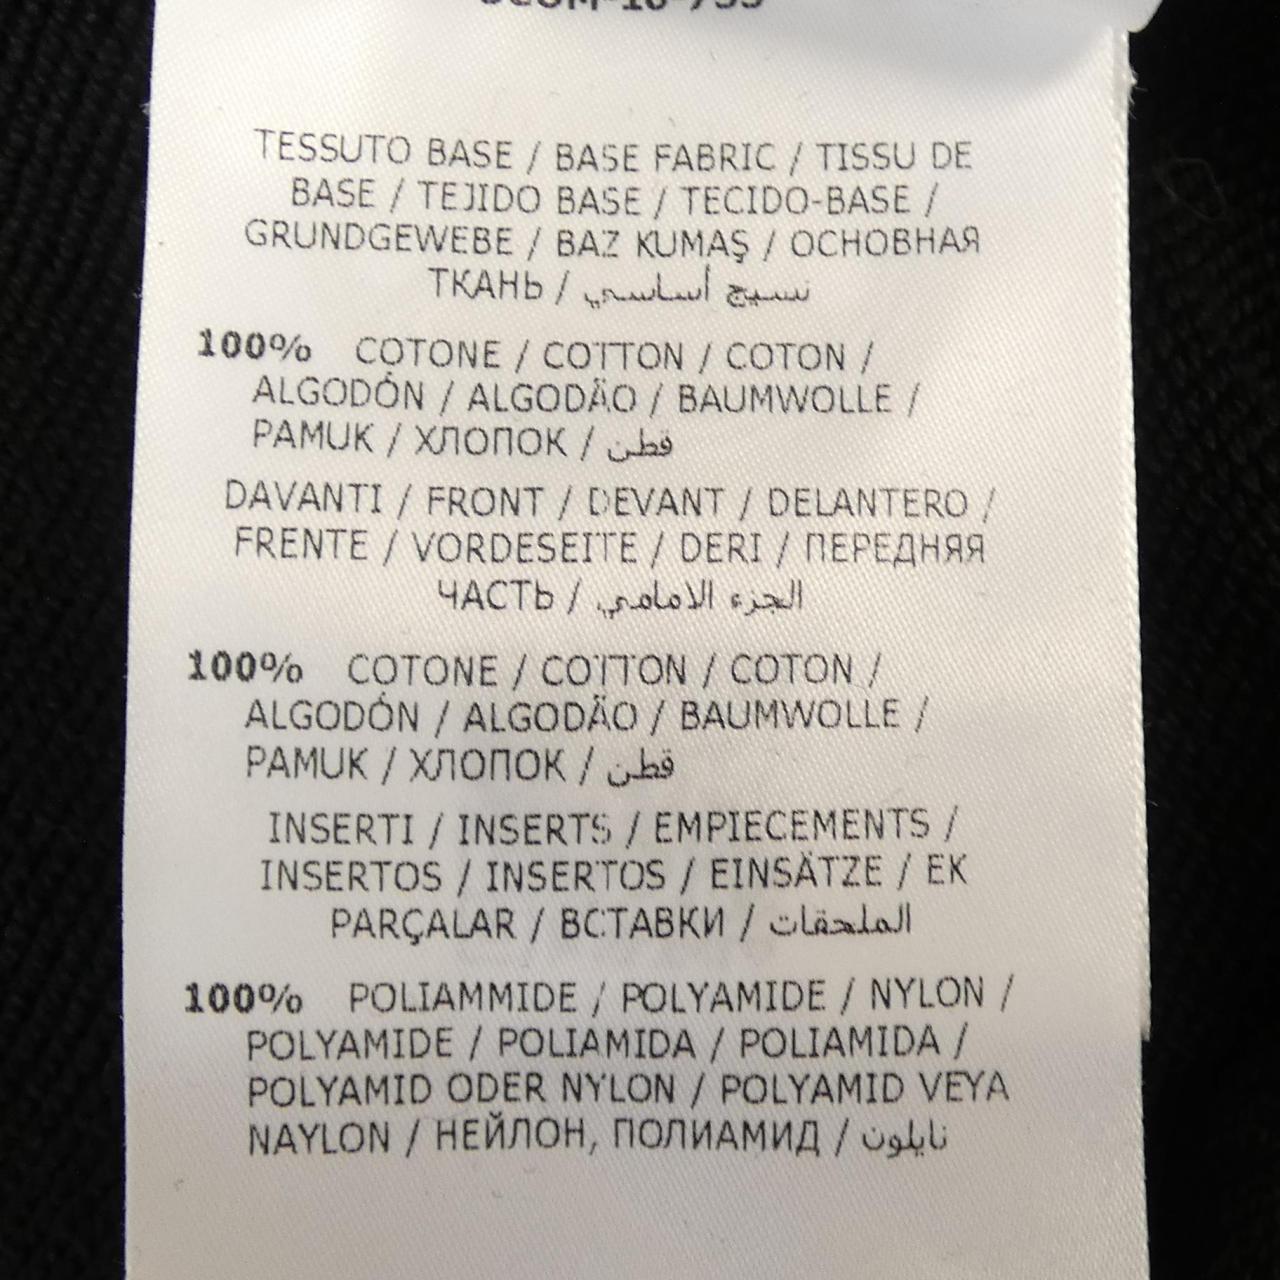 TESSUTO BASE / BASE FABRIC / TISSU DE
BASE / TEJIDO BASE / TECIDO-BASE /
GRUNDGEWEBE / BAZ KUMAŞ / ОСНОВНАЯ
ТКАНЬ / نسيج أساسي
100% COTONE / COTTON / COTON /
ALGODÓN / ALGODÄO / BAUMWOLLE /
PAMUK / ХЛОПОК / قطن
DAVANTI / FRONT / DEVANT / DELANTERO /
FRENTE / VORDESEITE / DERI / ПЕРЕДНЯЯ
ЧАСТЬ / الجزء الامامي
100% COTONE / COTTON / COTON /
ALGODÓN / ALGODÄO / BAUMWOLLE /
PAMUK / ХЛОПОК / قطن
INSERTI / INSERTS / EMPIECEMENTS /
INSERTOS / INSERTOS / EINSÄTZE / EK
PARÇALAR / ВСТАВКИ / الملحقات
100% POLIAMMIDE / POLYAMIDE / NYLON /
POLYAMIDE / POLIAMIDA / POLIAMIDA /
POLYAMID ODER NYLON / POLYAMID VEYA
NAYLON / НЕЙЛОН, ПОЛИАМИД / نايلون